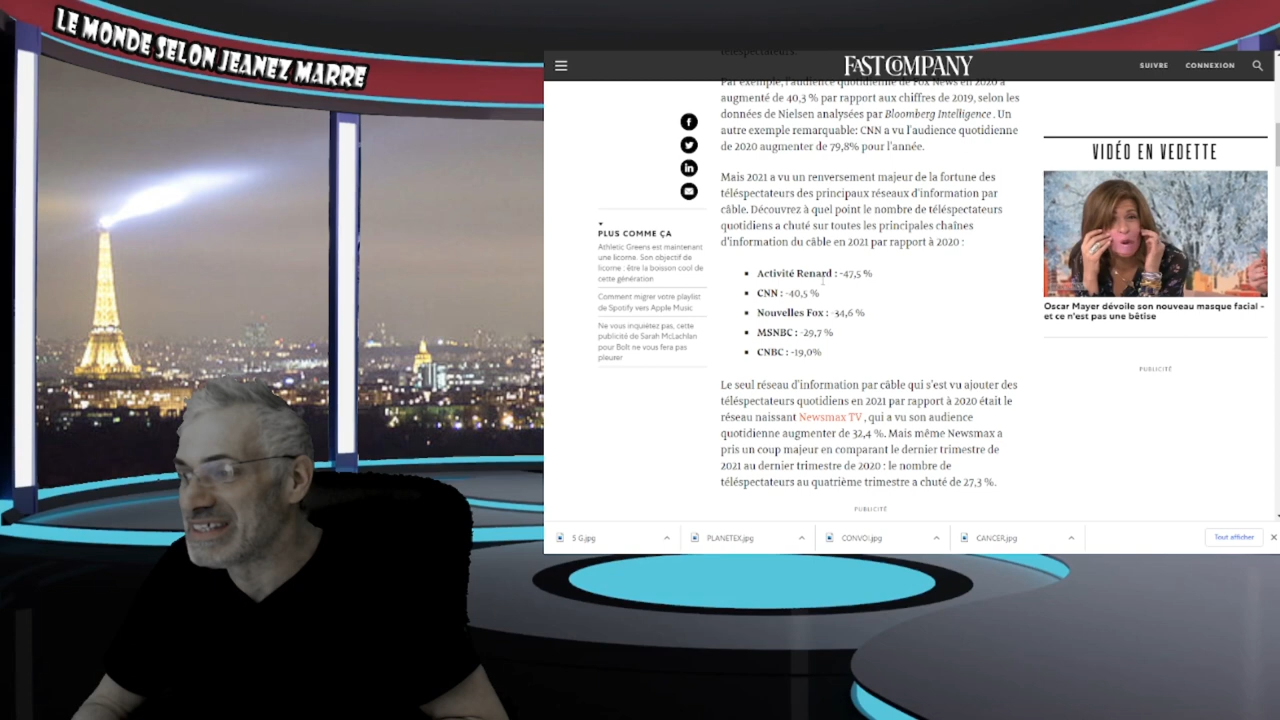 LE MONDE SELON JEANEZ MARRE
FAST COMPANY
SUIVRE CONNEXION
Par exemple, l'audience quotidienne de Fox News en 2020 a
augmenté de 40,3 % par rapport aux chiffres de 2019, selon les
données de Nielsen analysées par Bloomberg Intelligence . Un
autre exemple remarquable: CNN a vu l'audience quotidienne
de 2020 augmenter de 79,8% pour l'année.
Mais 2021 a vu un renversement majeur de la fortune des
téléspectateurs des principaux réseaux d'information par
câble. Découvrez à quel point le nombre de téléspectateurs
quotidiens a chuté sur toutes les principales chaînes
d'information du câble en 2021 par rapport à 2020 :
Activité Renard : -47,5 %
CNN : -40,5 %
Nouvelles Fox : -34,6 %
MSNBC : -29,7 %
CNBC : -19,0%
Le seul réseau d'information par câble qui s'est vu ajouter des
téléspectateurs quotidiens en 2021 par rapport à 2020 était le
réseau naissant Newsmax TV , qui a vu son audience
quotidienne augmenter de 32,4 %. Mais même Newsmax a
pris un coup majeur en comparant le dernier trimestre de
2021 au dernier trimestre de 2020 : le nombre de
téléspectateurs au quatrième trimestre a chuté de 27,3 %.
PUBLICITÉ
PLUS COMME ÇA
Athletic Greens est maintenant
une licorne. Son objectif de
licorne : être la boisson cool de
cette génération
Comment migrer votre playlist
de Spotify vers Apple Music
Ne vous inquiétez pas, cette
publicité de Sarah McLachlan
pour Bolt ne vous fera pas
pleurer
VIDÉO EN VEDETTE
Oscar Mayer dévoile son nouveau masque facial -
et ce n'est pas une bêtise
PUBLICITÉ
5 G.jpg
PLANETEX.jpg
CONVOI.jpg
CANCER.jpg
Tout afficher